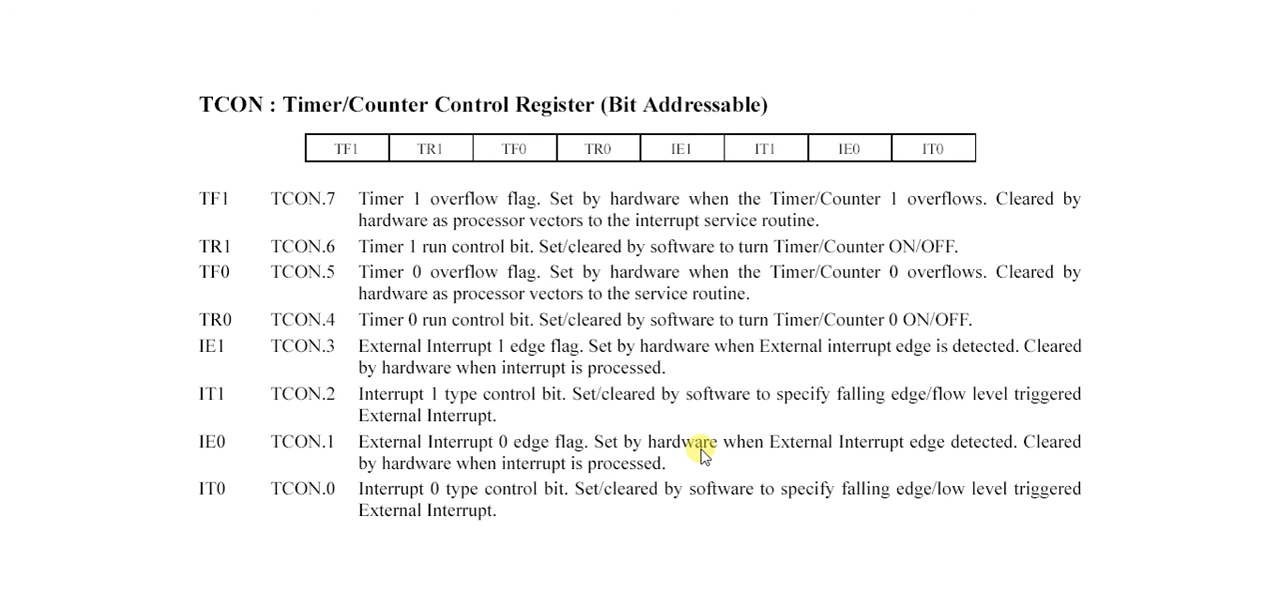 TCON : Timer/Counter Control Register (Bit Addressable)
TF1 TR1 TF0 TR0 IE1 IT1 IE0 IT0
TF1 TCON.7 Timer 1 overflow flag. Set by hardware when the Timer/Counter 1 overflows. Cleared by
hardware as processor vectors to the interrupt service routine.
TR1 TCON.6 Timer 1 run control bit. Set/cleared by software to turn Timer/Counter ON/OFF.
TF0 TCON.5 Timer 0 overflow flag. Set by hardware when the Timer/Counter 0 overflows. Cleared by
hardware as processor vectors to the service routine.
TR0 TCON.4 Timer 0 run control bit. Set/cleared by software to turn Timer/Counter 0 ON/OFF.
IE1 TCON.3 External Interrupt 1 edge flag. Set by hardware when External interrupt edge is detected. Cleared
by hardware when interrupt is processed.
IT1 TCON.2 Interrupt 1 type control bit. Set/cleared by software to specify falling edge/flow level triggered
External Interrupt.
IE0 TCON.1 External Interrupt 0 edge flag. Set by hardware when External Interrupt edge detected. Cleared
by hardware when interrupt is processed.
IT0 TCON.0 Interrupt 0 type control bit. Set/cleared by software to specify falling edge/low level triggered
External Interrupt.